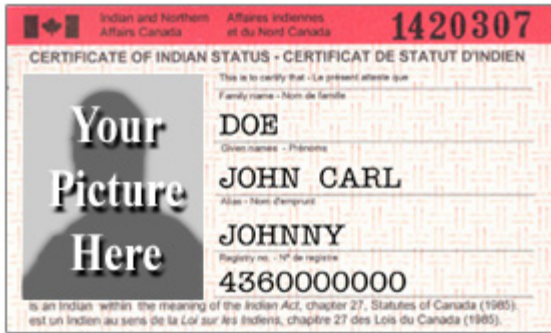 Indian and Northern Affairs Canada
Affaires indiennes et du Nord Canada
1420307
CERTIFICATE OF INDIAN STATUS - CERTIFICAT DE STATUT D'INDIEN
This is to certify that - Le présent atteste que
Family name - Nom de famille
DOE
Given names - Prénoms
JOHN CARL
Alias - Nom d'emprunt
JOHNNY
Registry no. - Nº de registre
4360000000
Your
Picture
Here
is an Indian within the meaning of the Indian Act, chapter 27, Statutes of Canada (1985).
est un Indien au sens de la Loi sur les Indiens, chapitre 27 des Lois du Canada (1985).